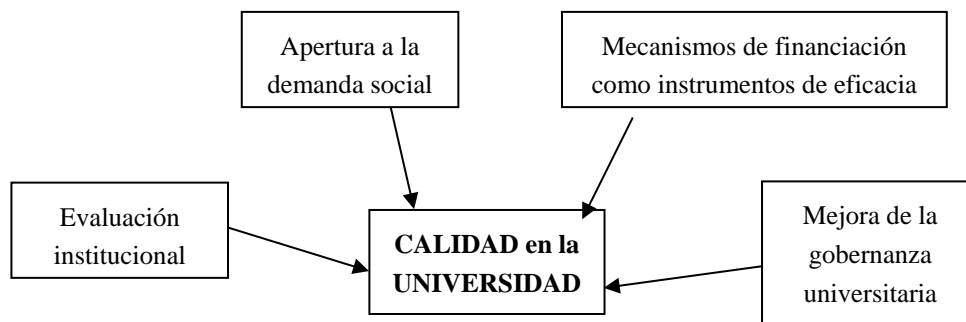 Apertura a la
demanda social
Mecanismos de financiación
como instrumentos de eficacia
Evaluación
institucional
CALIDAD en la
UNIVERSIDAD
Mejora de la
gobernanza
universitaria